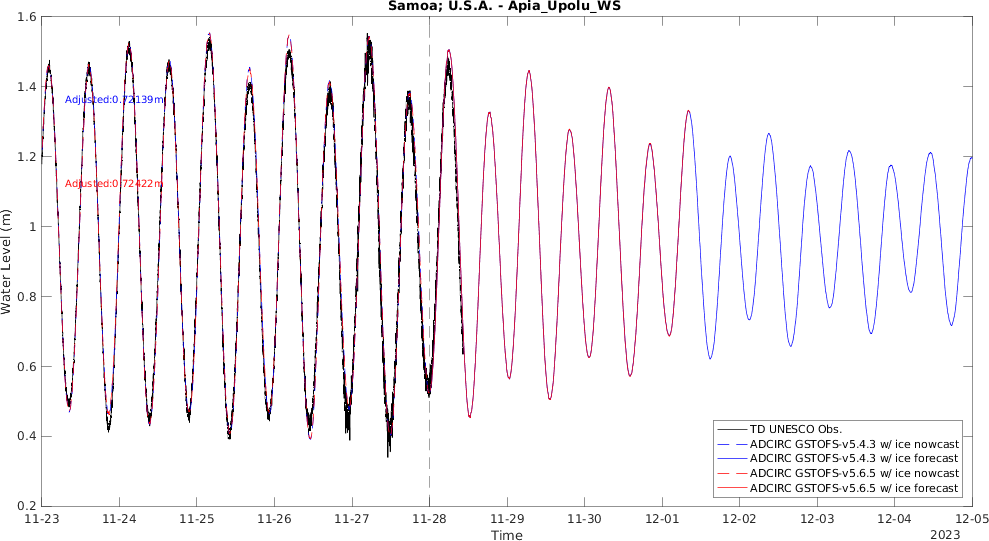 Samoa; U.S.A. - Apia_Upolu_WS
1.6
1.4
1.2
1
0.8
0.6
0.4
0.2
Water Level (m)
Adjusted:0.72139m
Adjusted:0.72422m
TD UNESCO Obs.
ADCIRC GSTOFS-v5.4.3 w/ ice nowcast
ADCIRC GSTOFS-v5.4.3 w/ ice forecast
ADCIRC GSTOFS-v5.6.5 w/ ice nowcast
ADCIRC GSTOFS-v5.6.5 w/ ice forecast
11-23 11-24 11-25 11-26 11-27 11-28 11-29 11-30 12-01 12-02 12-03 12-04 12-05
Time
2023